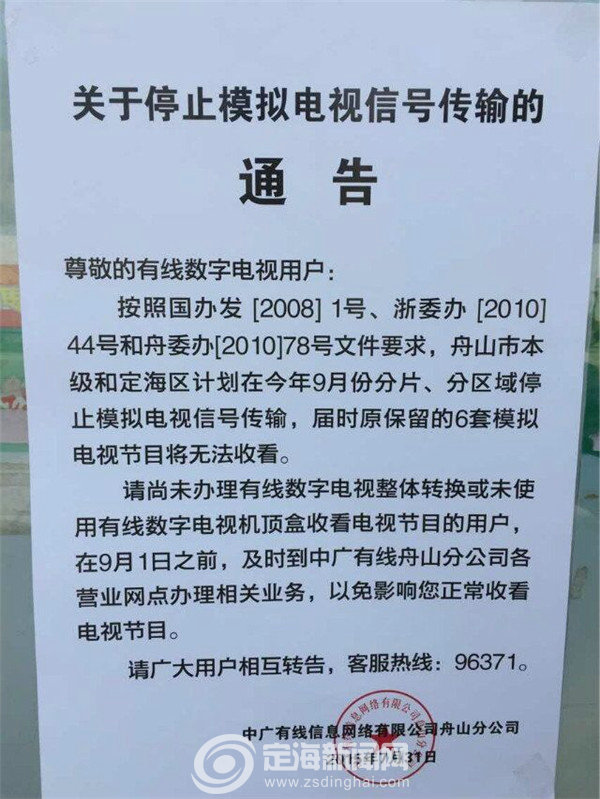 关于停止模拟电视信号传输的
通 告
尊敬的有线数字电视用户：
按照国办发 [2008] 1号、浙委办 [2010]
44号和舟委办[2010]78号文件要求，舟山市本
级和定海区计划在今年9月份分片、分区域停
止模拟电视信号传输，届时原保留的6套模拟
电视节目将无法收看。
请尚未办理有线数字电视整体转换或未使
用有线数字电视机顶盒收看电视节目的用户，
在9月1日之前，及时到中广有线舟山分公司各
营业网点办理相关业务，以免影响您正常收看
电视节目。
请广大用户相互转告，客服热线：96371。
中广有线信息网络有限公司舟山分公司
7月31日
定海新闻网
www.zsdinghai.com